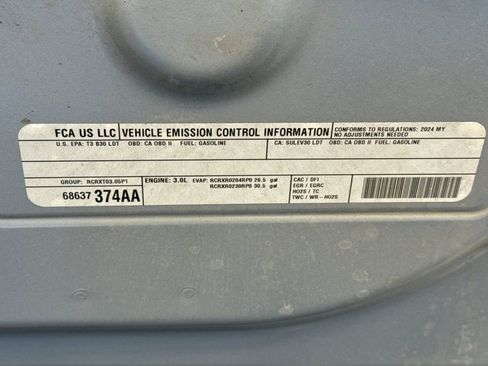 FCA US LLC VEHICLE EMISSION CONTROL INFORMATION CONFORMS TO REGULATIONS: 2024 MY
NO ADJUSTMENTS NEEDED
U.S. EPA: T3 B30 LDT OBD: CA OBD II FUEL: GASOLINE CA: SULEV30 LDT OBD: CA OBD II FUEL: GASOLINE
GROUP: RCRXT03.05P1
68637 374AA
ENGINE: 3.0L EVAP: RCRXR0204RP0 26.5 gal
RCRXR0230RP0 30.5 gal
CAC / DFI
EGR / EGRC
HO2S / TC
TWC / WR-HO2S